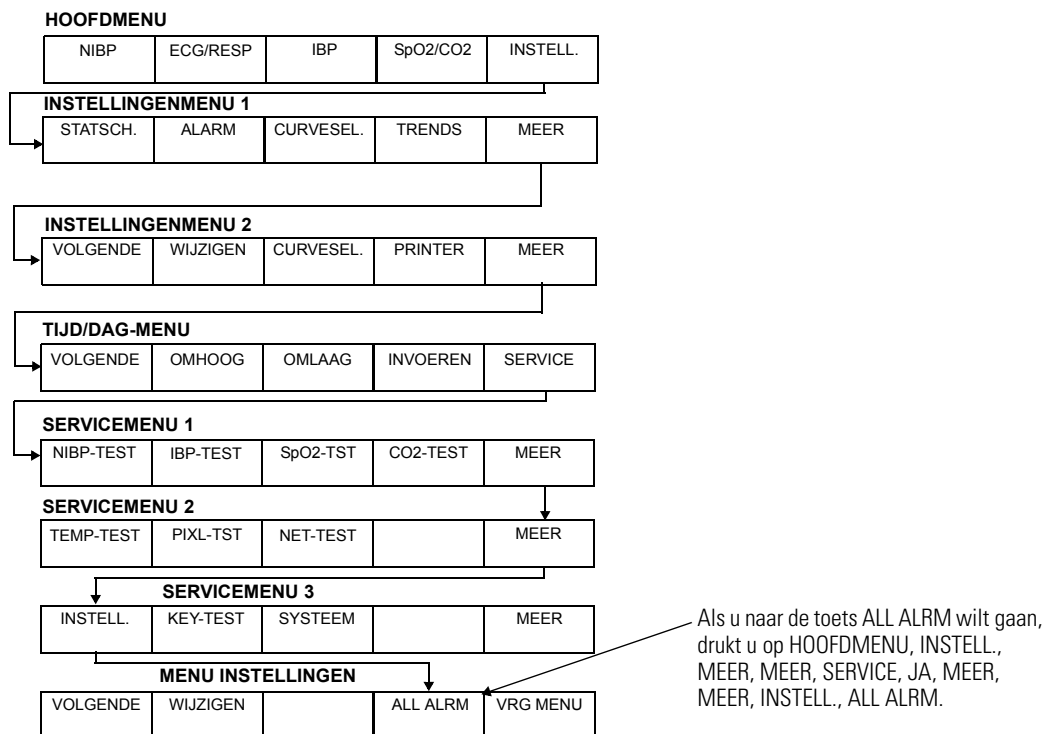 HOOFDMENU
NIBP ECG/RESP IBP SpO2/CO2 INSTELL.
INSTELLINGENMENU 1
STATSCH. ALARM CURVESEL. TRENDS MEER
INSTELLINGENMENU 2
VOLGENDE WIJZIGEN CURVESEL. PRINTER MEER
TIJD/DAG-MENU
VOLGENDE OMHOOG OMLAAG INVOEREN SERVICE
SERVICEMENU 1
NIBP-TEST IBP-TEST SpO2-TST CO2-TEST MEER
SERVICEMENU 2
TEMP-TEST PIXL-TST NET-TEST MEER
SERVICEMENU 3
INSTELL. KEY-TEST SYSTEEM MEER
MENU INSTELLINGEN
VOLGENDE WIJZIGEN ALL ALRM VRG MENU
Als u naar de toets ALL ALRM wilt gaan,
drukt u op HOOFDMENU, INSTELL.,
MEER, MEER, SERVICE, JA, MEER,
MEER, INSTELL., ALL ALRM.